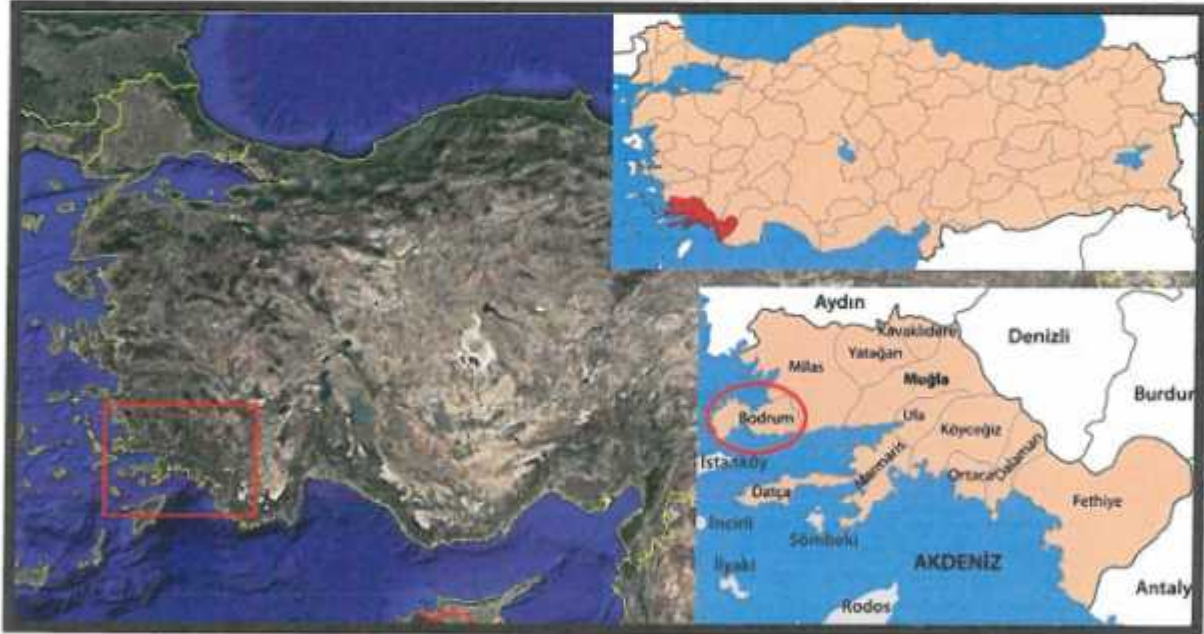 Aydın
Kavaklıdere
Denizli
Yatağan
Milas
Muğla
Burdur
Bodrum
Ula
Köyceğiz
İstanköy
Marmaris
Ortaca
Dalaman
Datça
Fethiye
İncirli
Sömbeki
İlyaki
AKDENİZ
Antaly
Rodos